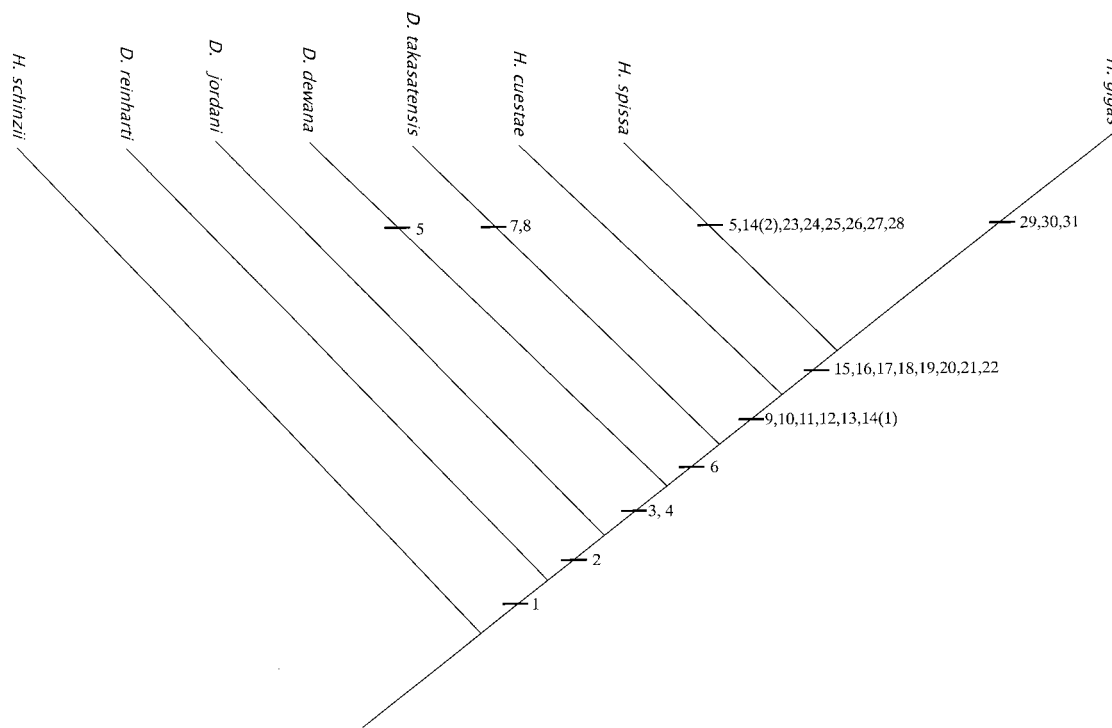 H. schinzii
D. reinharti
D. jordani
D. dewana
D. takasatensis
H. cuestae
H. spissa
H. gigas
5
7,8
5,14(2),23,24,25,26,27,28
29,30,31
15,16,17,18,19,20,21,22
9,10,11,12,13,14(1)
6
3, 4
2
1